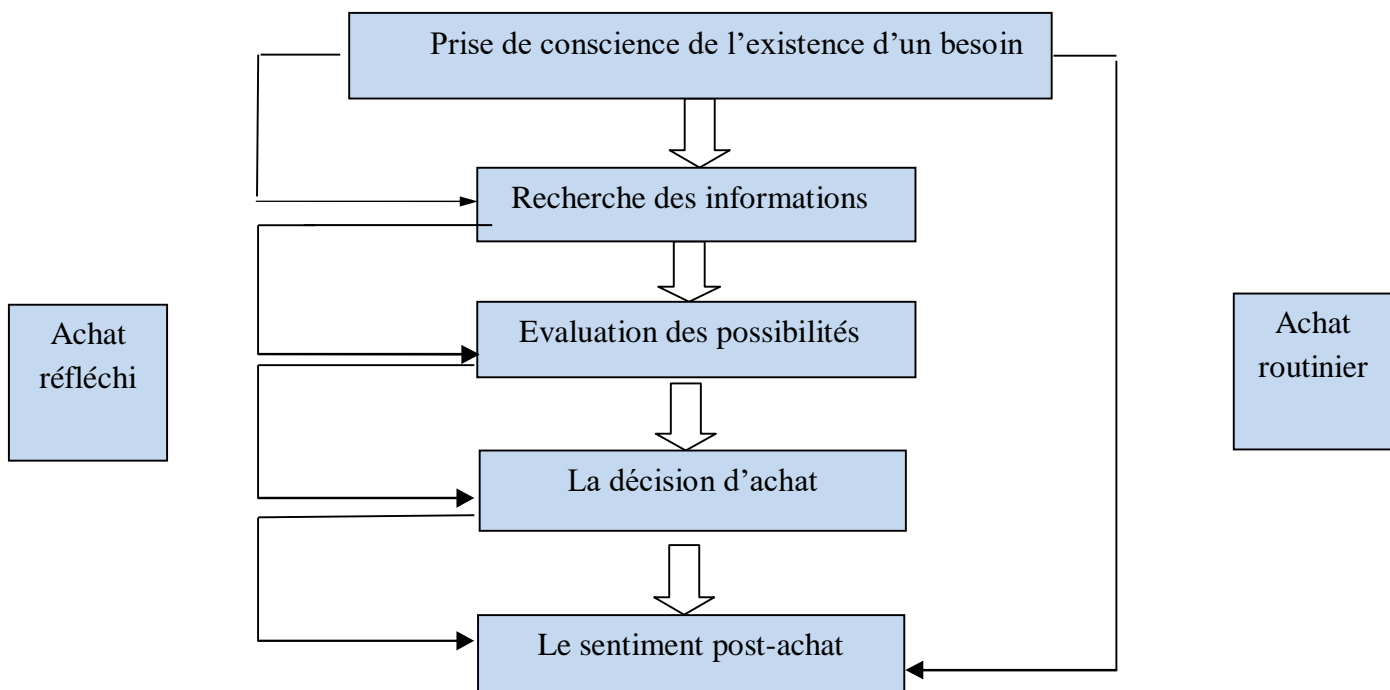 Prise de conscience de l’existence d’un besoin
Recherche des informations
Evaluation des possibilités
Achat
réfléchi
Achat
routinier
La décision d’achat
Le sentiment post-achat